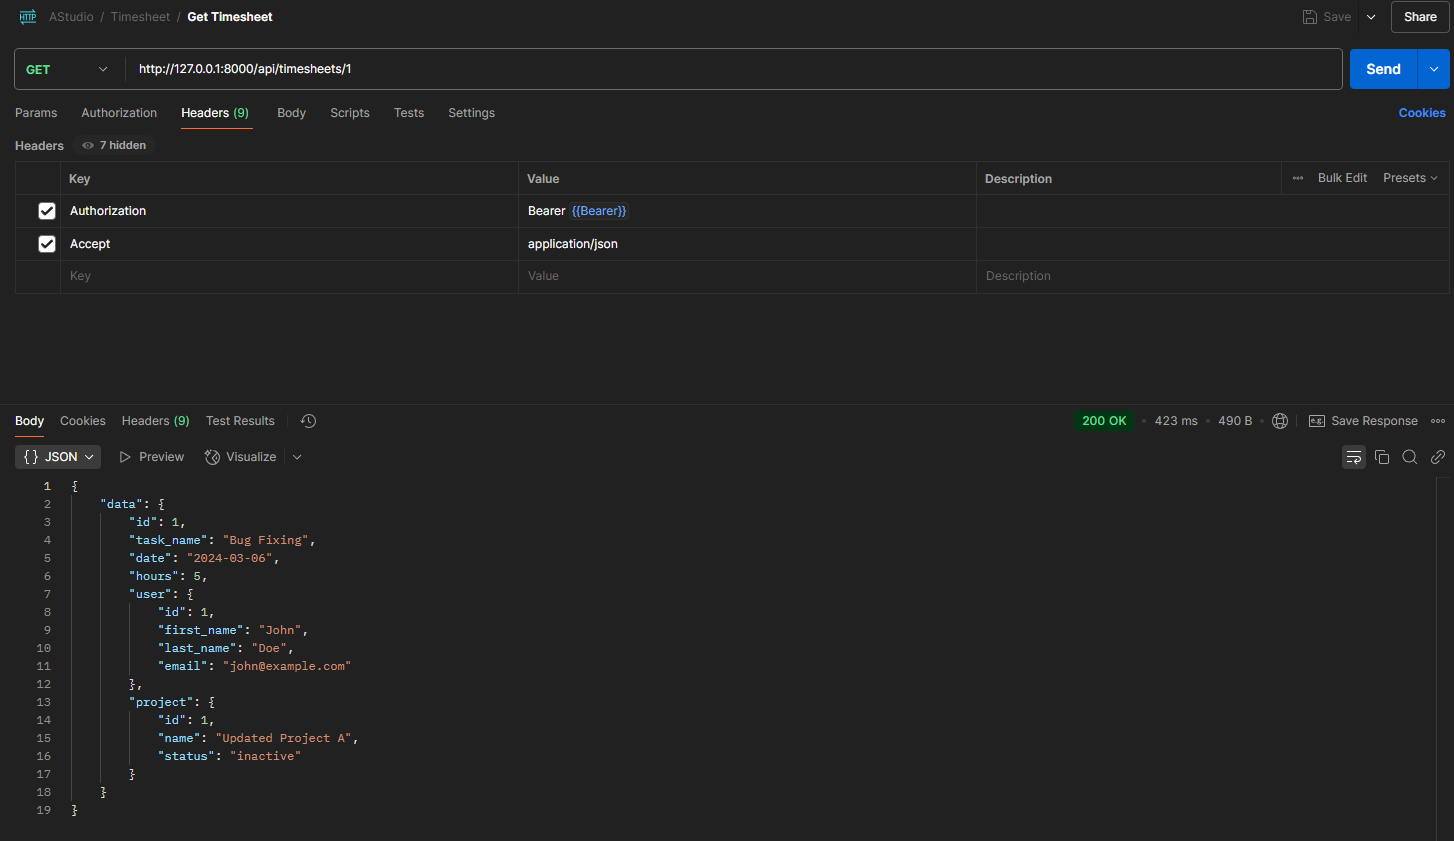 HTTP AStudio / Timesheet / Get Timesheet Save Share
GET http://127.0.0.1:8000/api/timesheets/1 Send
Params Authorization Headers (9) Body Scripts Tests Settings Cookies
Headers 7 hidden
Key Value Description Bulk Edit Presets
Authorization Bearer {{Bearer}}
Accept application/json
Key Value Description
Body Cookies Headers (9) Test Results 200 OK • 423 ms • 490 B • e.g. Save Response
{} JSON Preview Visualize
1 {
2 "data": {
3 "id": 1,
4 "task_name": "Bug Fixing",
5 "date": "2024-03-06",
6 "hours": 5,
7 "user": {
8 "id": 1,
9 "first_name": "John",
10 "last_name": "Doe",
11 "email": "john@example.com"
12 },
13 "project": {
14 "id": 1,
15 "name": "Updated Project A",
16 "status": "inactive"
17 }
18 }
19 }